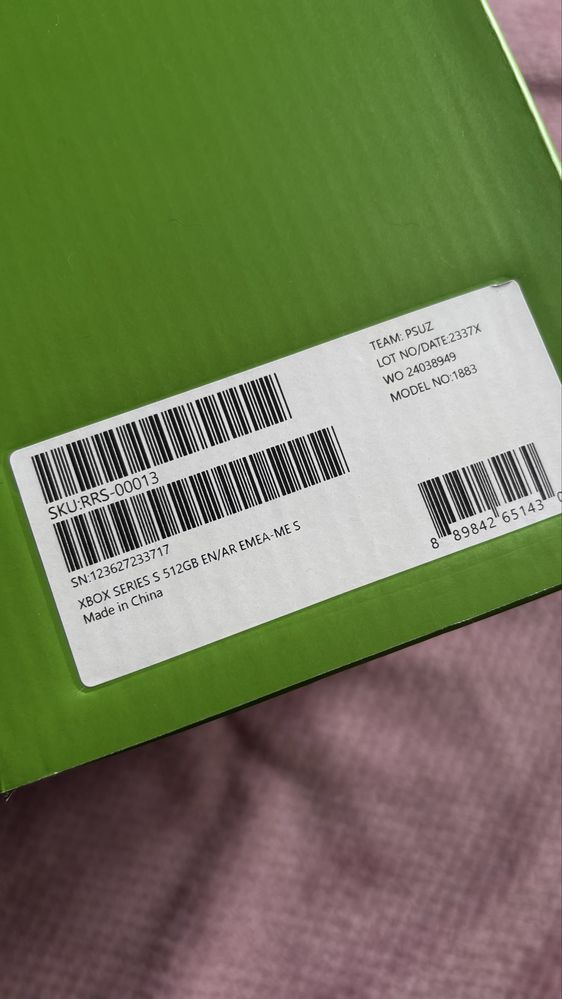 TEAM: PSUZ
LOT NO/DATE:2337X
WO 24038949
MODEL NO:1883
SKU:RRS-00013
SN:123627233717
XBOX SERIES S 512GB EN/AR EMEA-ME S
Made in China
8 89842 65143 0